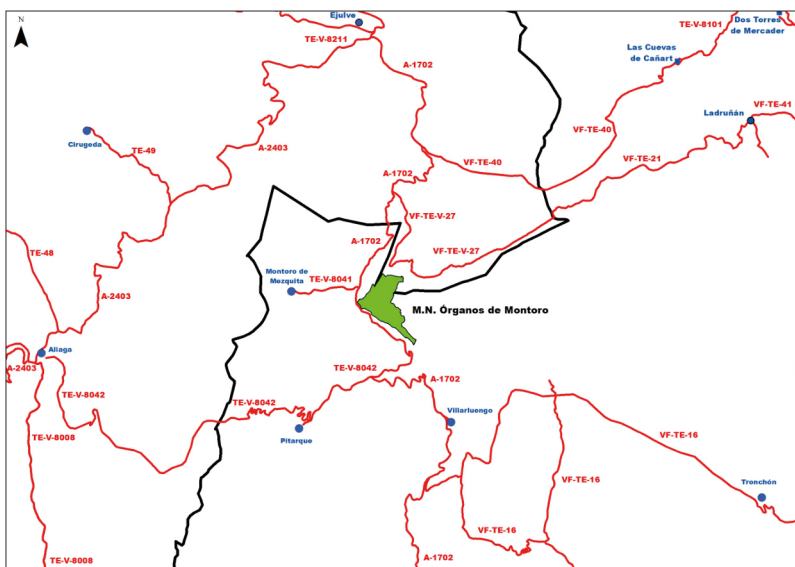 N
Ejulve
TE-V-8101
Dos Torres
de Mercader
TE-V-8211
Las Cuevas
de Cañart
A-1702
Ladruñán
VF-TE-41
Cirugeda
TE-49
A-2403
VF-TE-40
VF-TE-40
VF-TE-21
A-1702
VF-TE-V-27
A-1702
VF-TE-V-27
TE-48
Montoro de
Mezquita
TE-V-8041
A-2403
M.N. Órganos de Montoro
Aliaga
A-2403
TE-V-8042
TE-V-8042
A-1702
TE-V-8042
Villarluengo
Pitarque
TE-V-8008
VF-TE-16
VF-TE-16
Tronchón
VF-TE-16
TE-V-8008
A-1702